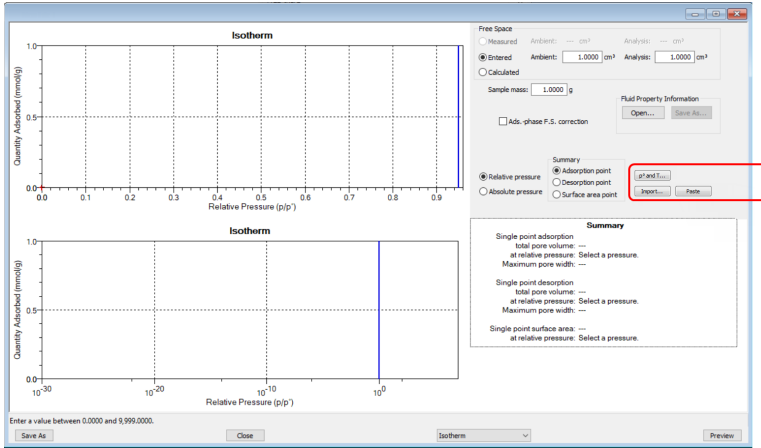 Isotherm
1.0
0.5
0.0
Quantity Adsorbed (mmol/g)
0.0 0.1 0.2 0.3 0.4 0.5 0.6 0.7 0.8 0.9
Relative Pressure (p/p°)
Isotherm
1.0
0.5
0.0
Quantity Adsorbed (mmol/g)
10-30 10-20 10-10 100
Relative Pressure (p/p°)
Free Space
Measured Ambient: --- cm³ Analysis: --- cm³
Entered Ambient: 1.0000 cm³ Analysis: 1.0000 cm³
Calculated
Sample mass: 1.0000 g
Fluid Property Information
Open... Save As...
Ads.-phase F.S. correction
Relative pressure
Absolute pressure
Summary
Adsorption point
Desorption point
Surface area point
p° and T...
Import... Paste
Summary
Single point adsorption
total pore volume: ---
at relative pressure: Select a pressure.
Maximum pore width: ---
Single point desorption
total pore volume: ---
at relative pressure: Select a pressure.
Maximum pore width: ---
Single point surface area: ---
at relative pressure: Select a pressure.
Enter a value between 0.0000 and 9,999.0000.
Save As Close Isotherm Preview